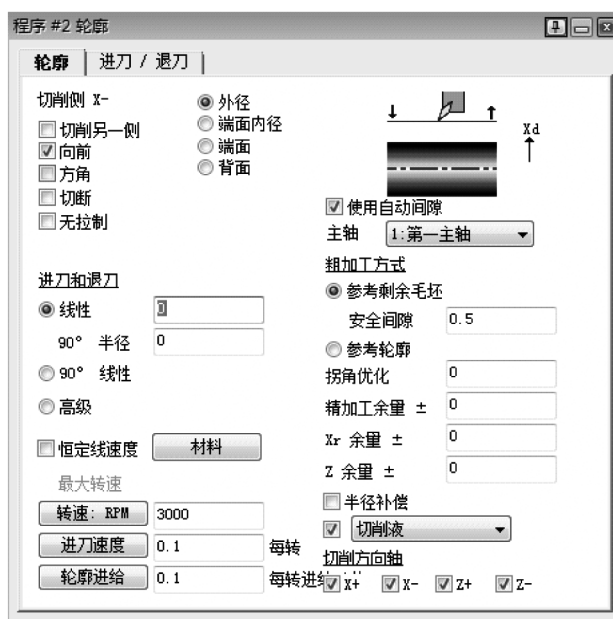 程序 #2 轮廓
轮廓 进刀 / 退刀
切削侧 X-
切削另一侧
向前
方角
切断
无拉制
外径
端面内径
端面
背面
Xd
使用自动间隙
主轴 1:第一主轴
粗加工方式
参考剩余毛坯
安全间隙 0.5
参考轮廓
拐角优化 0
精加工余量 ± 0
Xr 余量 ± 0
Z 余量 ± 0
半径补偿
切削液
切削方向轴
X+ X- Z+ Z-
进刀和退刀
线性 0
90° 半径 0
90° 线性
高级
恒定线速度 材料
最大转速
转速: RPM 3000
进刀速度 0.1 每转
轮廓进给 0.1 每转进给